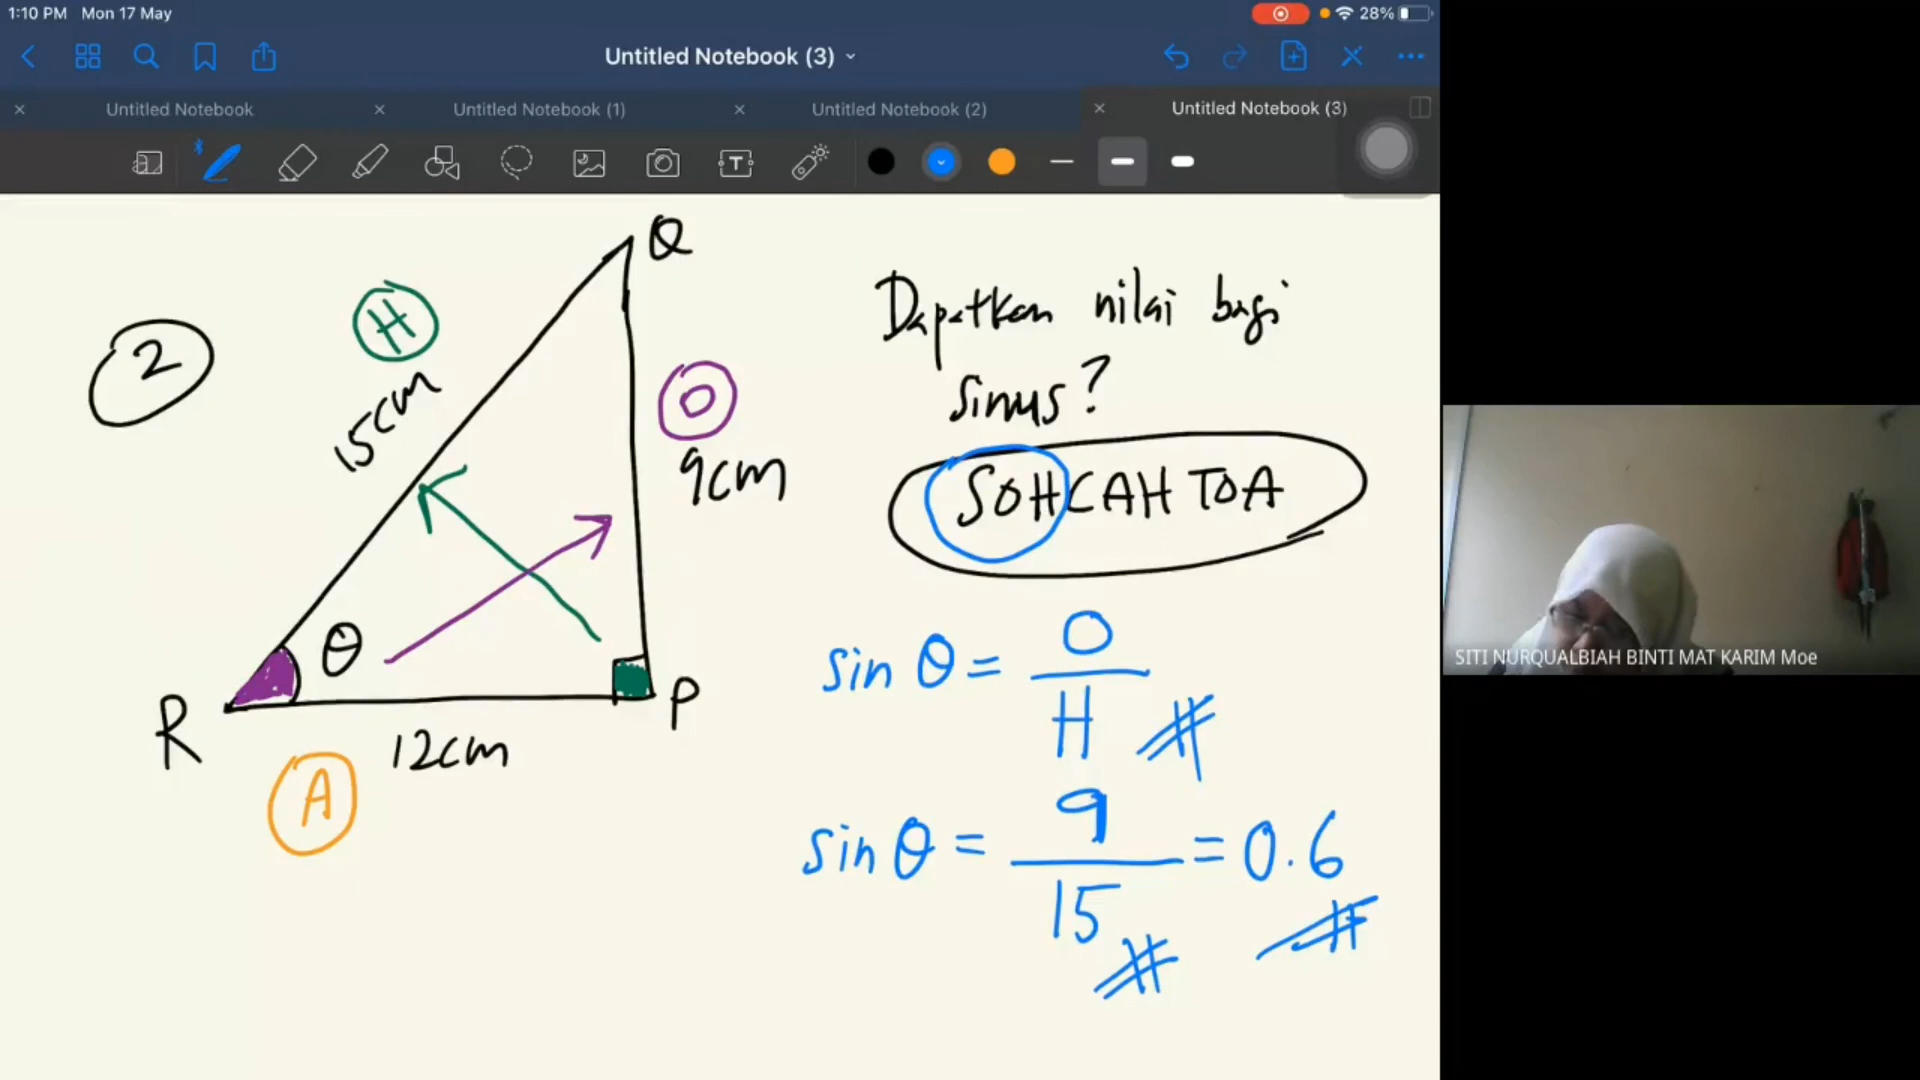 1:10 PM Mon 17 May
28%
Untitled Notebook (3)
Untitled Notebook
Untitled Notebook (1)
Untitled Notebook (2)
Untitled Notebook (3)
T
2
H
15cm
Q
O
9cm
θ
R
P
12cm
A
Dapatkan nilai bagi
sinus?
SOHCAH TOA
sin θ = O/H
sin θ = 9/15 = 0.6
SITI NURQUALBIAH BINTI MAT KARIM Moe